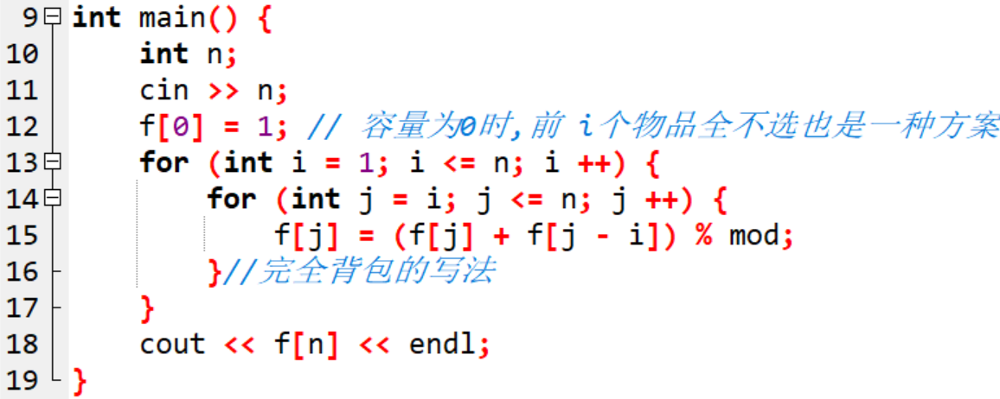 9 int main() {
10 int n;
11 cin >> n;
12 f[0] = 1; // 容量为0时,前 i个物品全不选也是一种方案
13 for (int i = 1; i <= n; i ++) {
14 for (int j = i; j <= n; j ++) {
15 f[j] = (f[j] + f[j - i]) % mod;
16 }//完全背包的写法
17 }
18 cout << f[n] << endl;
19 }